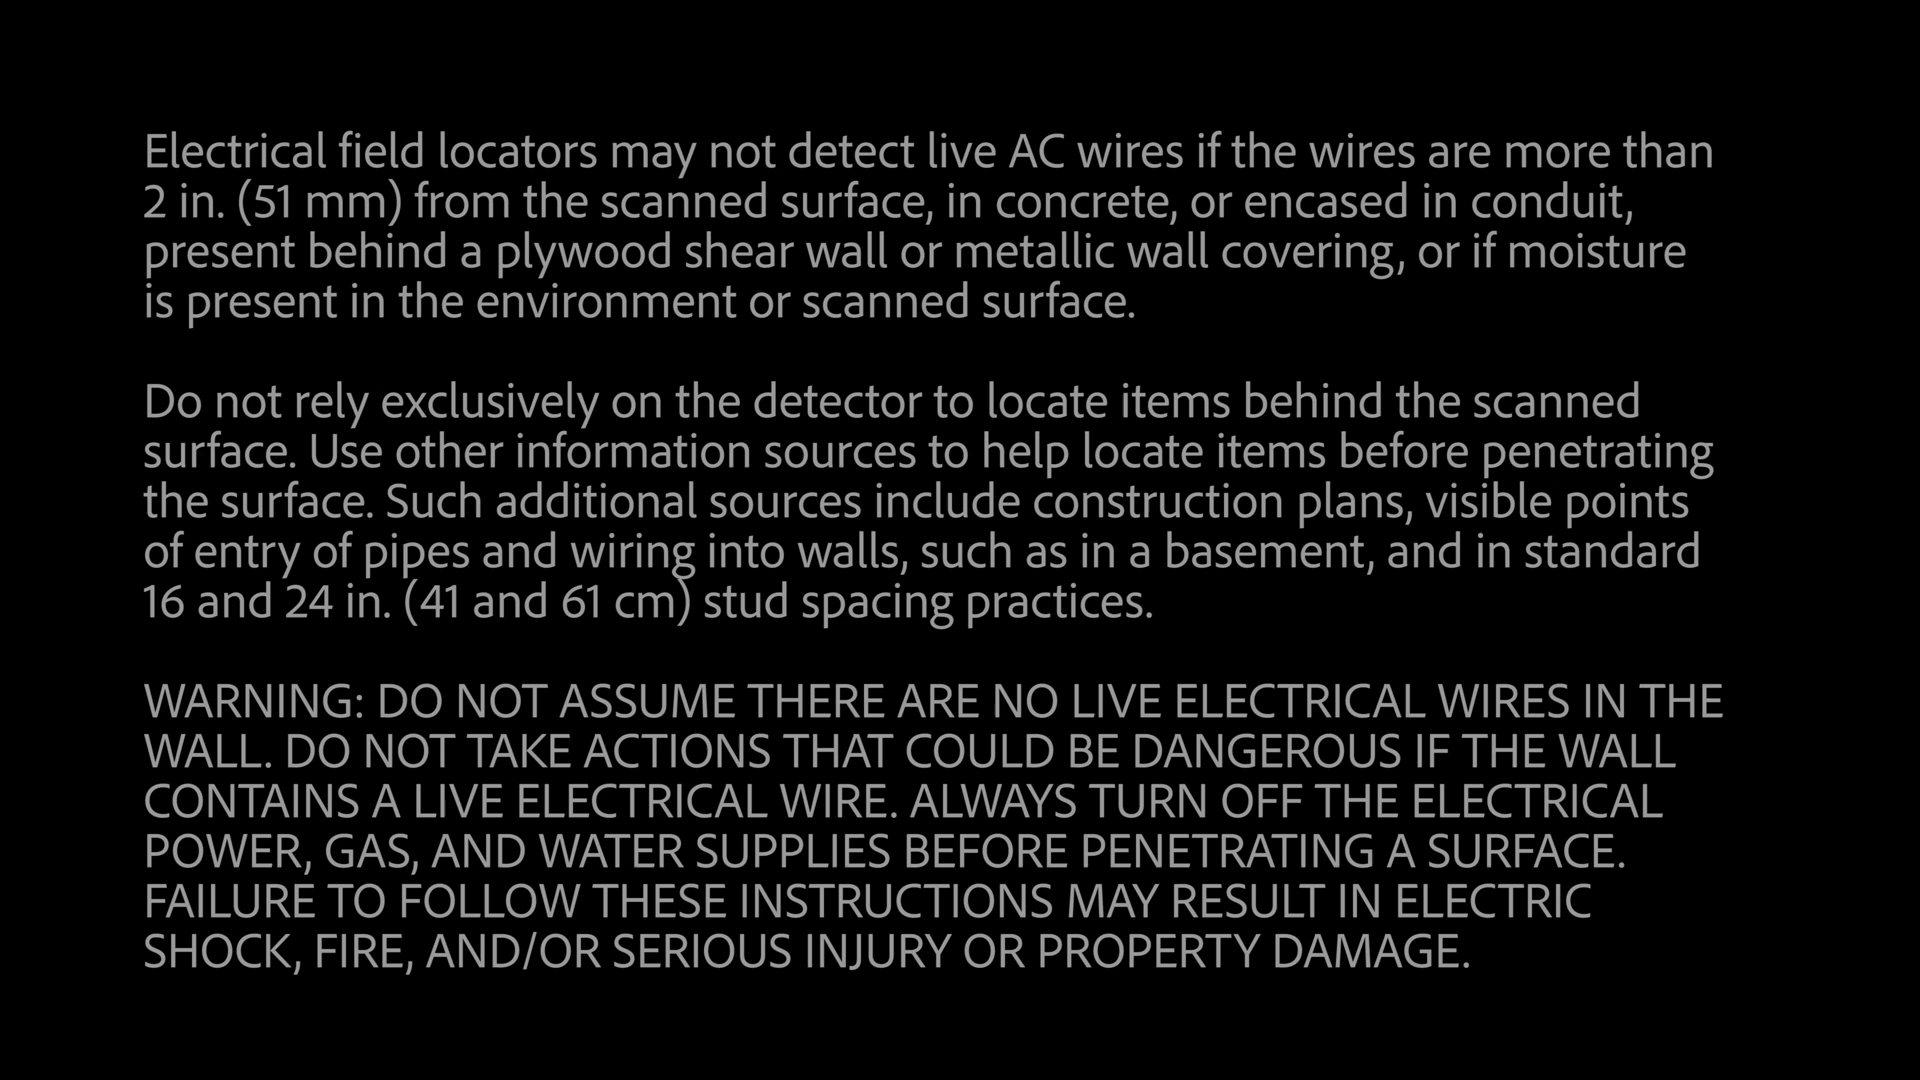 Electrical field locators may not detect live AC wires if the wires are more than
2 in. (51 mm) from the scanned surface, in concrete, or encased in conduit,
present behind a plywood shear wall or metallic wall covering, or if moisture
is present in the environment or scanned surface.
Do not rely exclusively on the detector to locate items behind the scanned
surface. Use other information sources to help locate items before penetrating
the surface. Such additional sources include construction plans, visible points
of entry of pipes and wiring into walls, such as in a basement, and in standard
16 and 24 in. (41 and 61 cm) stud spacing practices.
WARNING: DO NOT ASSUME THERE ARE NO LIVE ELECTRICAL WIRES IN THE
WALL. DO NOT TAKE ACTIONS THAT COULD BE DANGEROUS IF THE WALL
CONTAINS A LIVE ELECTRICAL WIRE. ALWAYS TURN OFF THE ELECTRICAL
POWER, GAS, AND WATER SUPPLIES BEFORE PENETRATING A SURFACE.
FAILURE TO FOLLOW THESE INSTRUCTIONS MAY RESULT IN ELECTRIC
SHOCK, FIRE, AND/OR SERIOUS INJURY OR PROPERTY DAMAGE.